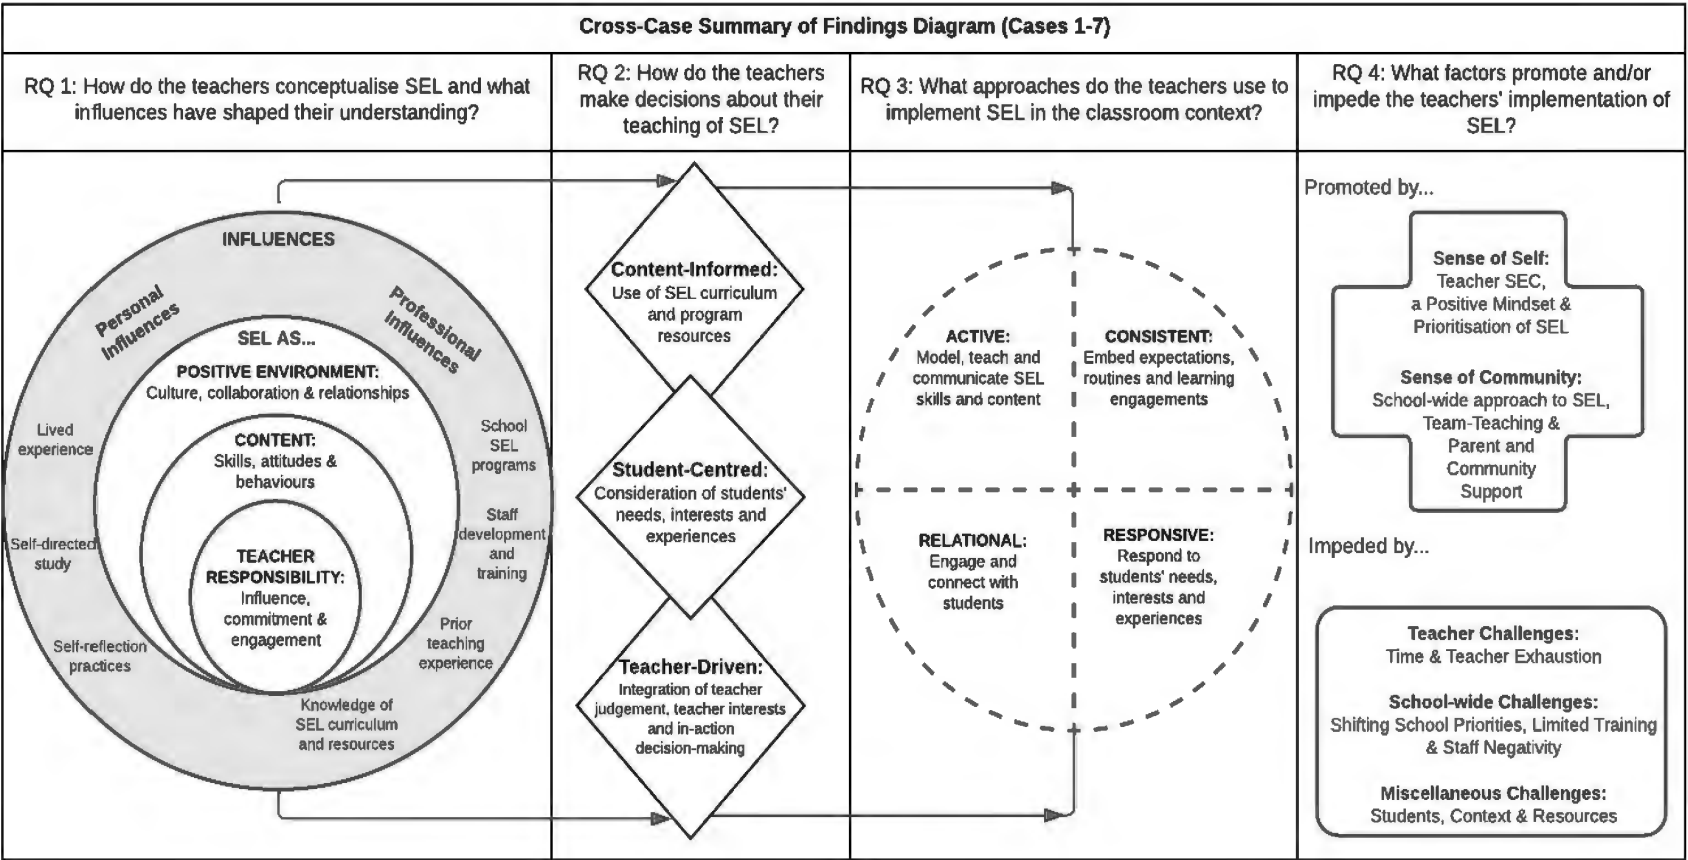 Cross-Case Summary of Findings Diagram (Cases 1-7)
RQ 1: How do the teachers conceptualise SEL and what
influences have shaped their understanding?
RQ 2: How do the teachers
make decisions about their
teaching of SEL?
RQ 3: What approaches do the teachers use to
implement SEL in the classroom context?
RQ 4: What factors promote and/or
impede the teachers' implementation of
SEL?
INFLUENCES
Personal
Influences
Professional
Influences
Lived
experience
Self-directed
study
Self-reflection
practices
School
SEL
programs
Staff
development
and
training
Prior
teaching
experience
Knowledge of
SEL curriculum
and resources
SEL AS...
POSITIVE ENVIRONMENT:
Culture, collaboration & relationships
CONTENT:
Skills, attitudes &
behaviours
TEACHER
RESPONSIBILITY:
Influence,
commitment &
engagement
Content-Informed:
Use of SEL curriculum
and program
resources
Student-Centred:
Consideration of students'
needs, interests and
experiences
Teacher-Driven:
Integration of teacher
judgement, teacher interests
and in-action
decision-making
ACTIVE:
Model, teach and
communicate SEL
skills and content
CONSISTENT:
Embed expectations,
routines and learning
engagements
RELATIONAL:
Engage and
connect with
students
RESPONSIVE:
Respond to
students' needs,
interests and
experiences
Promoted by...
Sense of Self:
Teacher SEC,
a Positive Mindset &
Prioritisation of SEL
Sense of Community:
School-wide approach to SEL,
Team-Teaching &
Parent and
Community
Support
Impeded by...
Teacher Challenges:
Time & Teacher Exhaustion
School-wide Challenges:
Shifting School Priorities, Limited Training
& Staff Negativity
Miscellaneous Challenges:
Students, Context & Resources